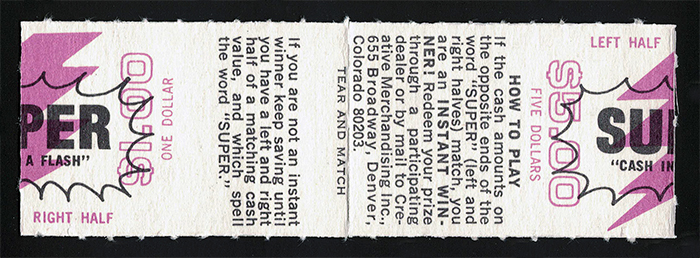 PER
A FLASH"
RIGHT HALF
$1.00
ONE DOLLAR
If you are not an instant
winner keep saving until
you have a left and right
half of a matching cash
value, and which spell
the word "SUPER."
TEAR AND MATCH
HOW TO PLAY
If the cash amounts on
the opposite ends of the
word "SUPER" (left and
right halves) match, you
are an INSTANT WIN-
NER! Redeem your prize
through a participating
dealer or by mail to Cre-
ative Merchandising Inc.,
655 Broadway, Denver,
Colorado 80203.
$5.00
FIVE DOLLARS
LEFT HALF
SU
"CASH IN